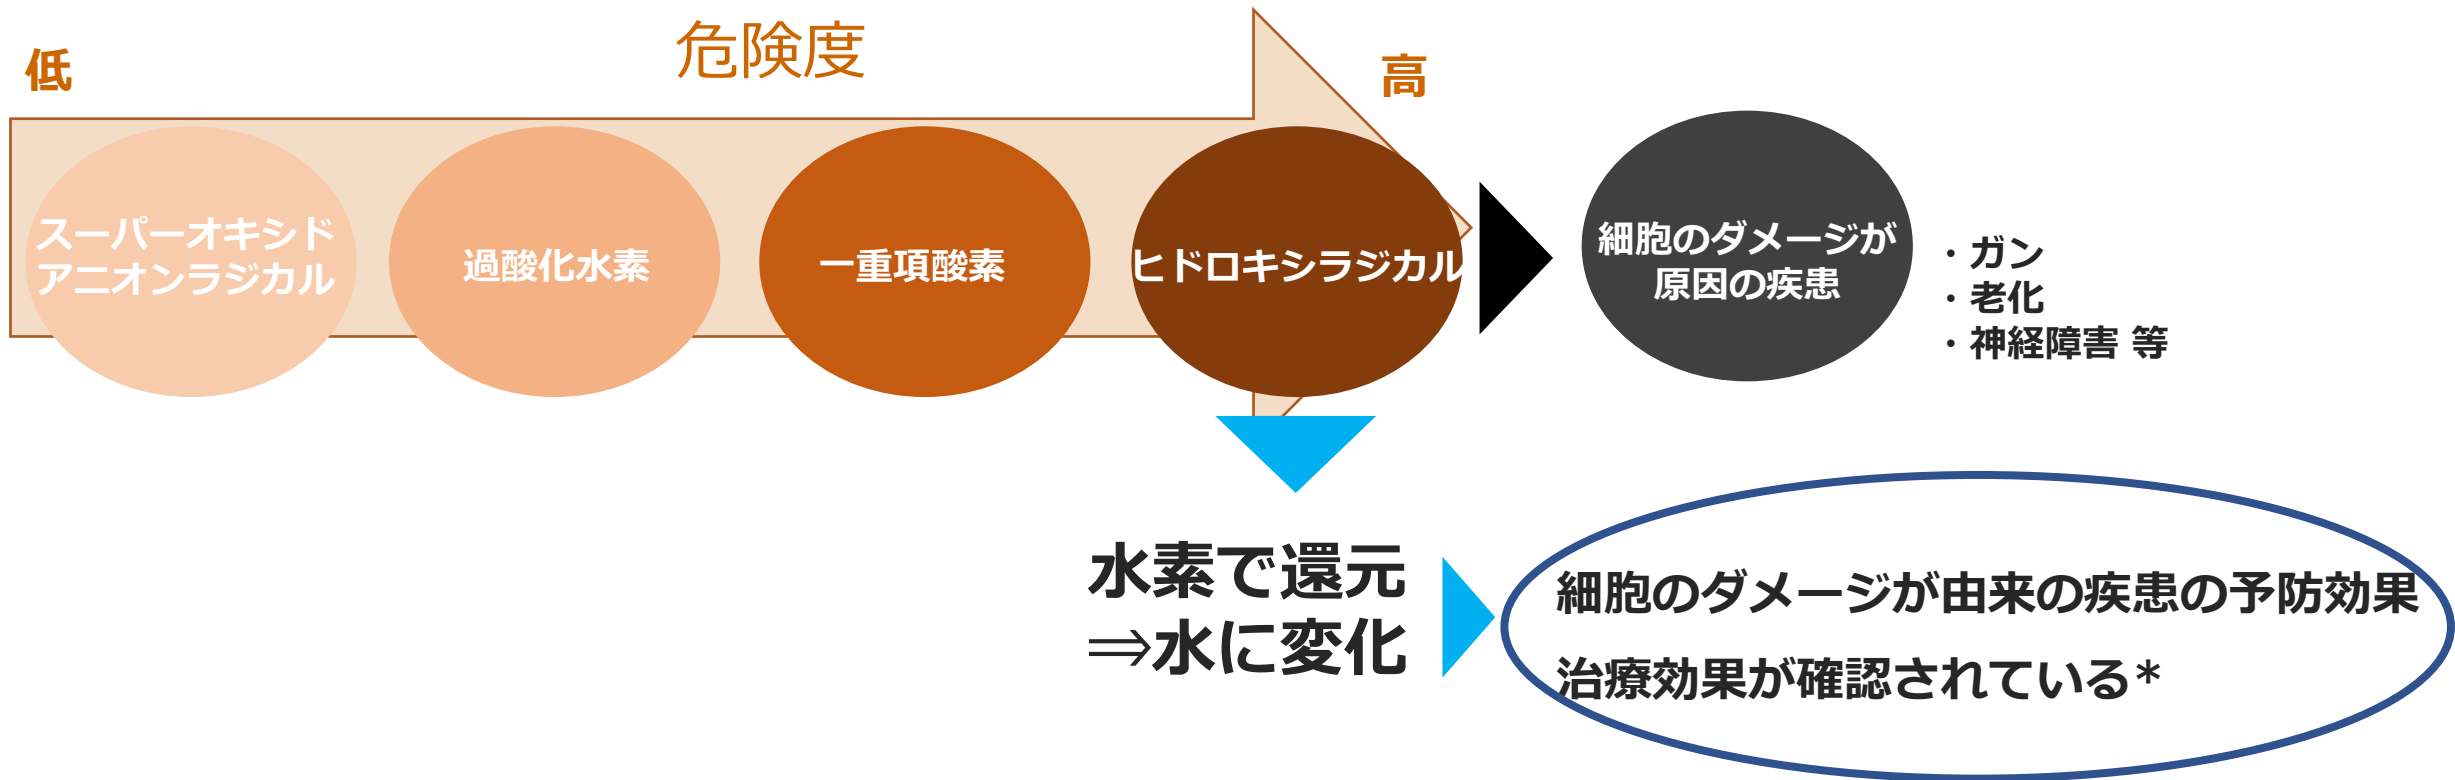 危険度
低
高
スーパーオキシド
アニオンラジカル
過酸化水素
一重項酸素
ヒドロキシラジカル
細胞のダメージが
原因の疾患
・ガン
・老化
・神経障害 等
水素で還元
⇒水に変化
細胞のダメージが由来の疾患の予防効果
治療効果が確認されている*